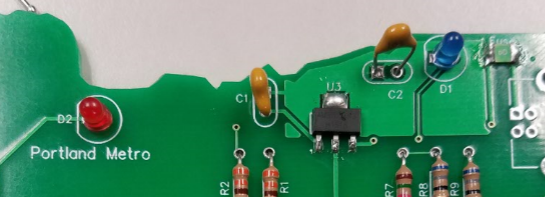 U3
C1
C2
D1
D2
Portland Metro
R2
R1
R7
R8
R9